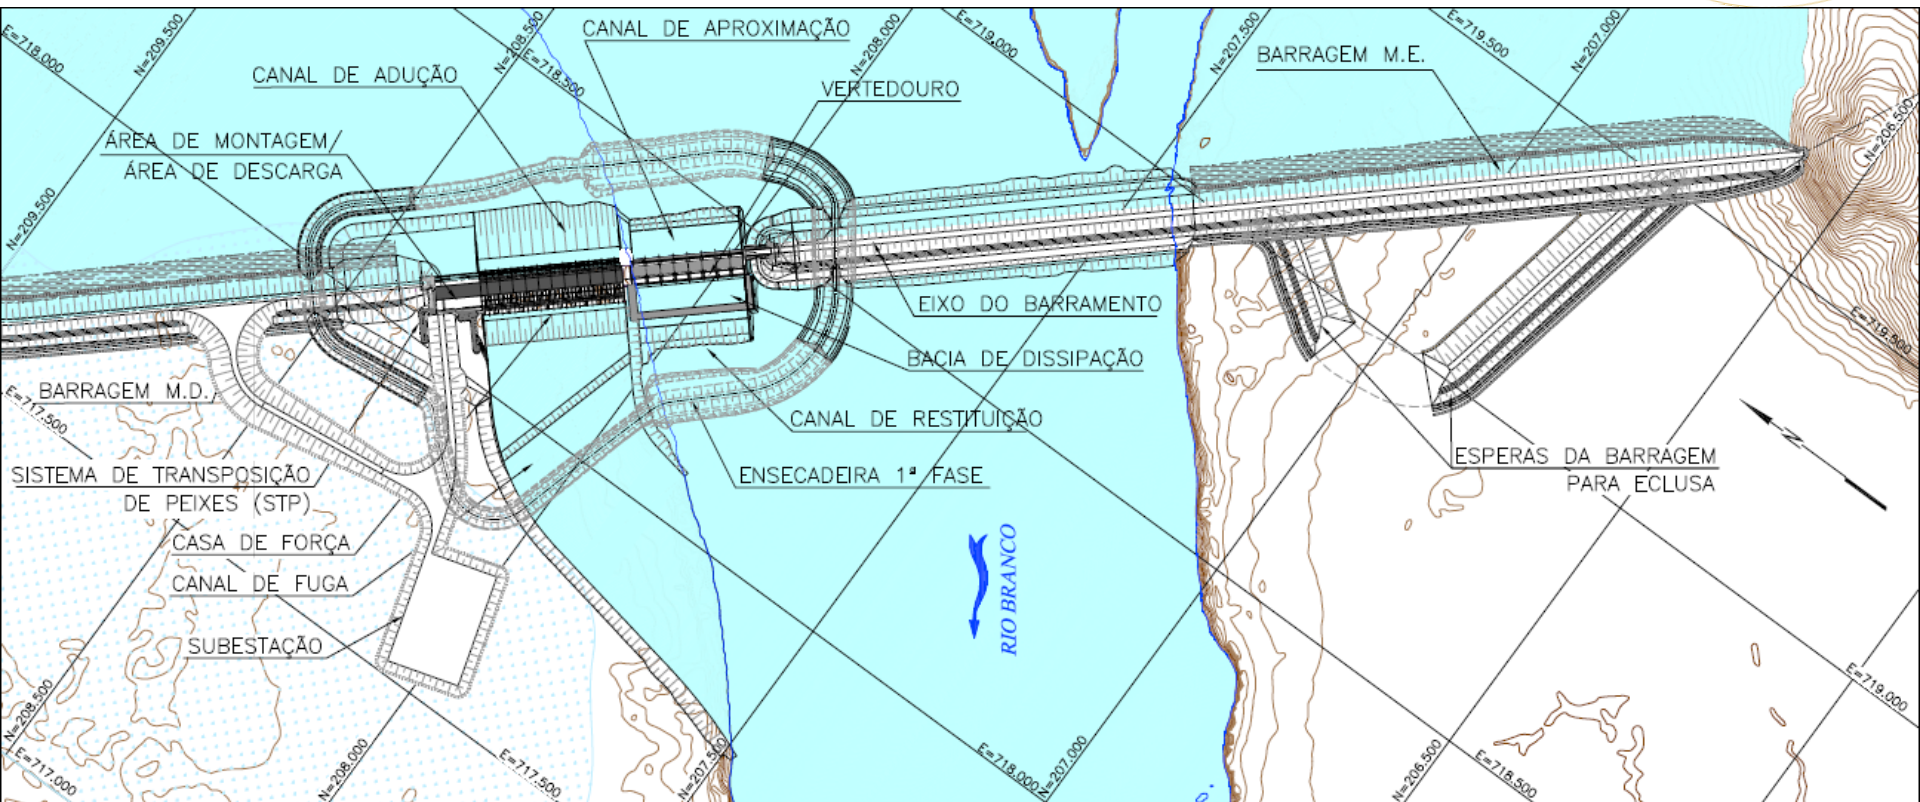 E=718.000
N=209.500
N=208.500
E=718.500
CANAL DE APROXIMAÇÃO
N=208.000
E=719.000
N=207.500
BARRAGEM M.E.
E=719.500
N=207.000
CANAL DE ADUÇÃO
VERTEDOURO
ÁREA DE MONTAGEM/
ÁREA DE DESCARGA
N=206.500
N=209.500
EIXO DO BARRAMENTO
E=719.500
BACIA DE DISSIPAÇÃO
BARRAGEM M.D.
E=717.500
CANAL DE RESTITUIÇÃO
N
SISTEMA DE TRANSPOSIÇÃO
DE PEIXES (STP)
ENSECADEIRA 1ª FASE
ESPERAS DA BARRAGEM
PARA ECLUSA
CASA DE FORÇA
CANAL DE FUGA
RIO BRANCO
SUBESTAÇÃO
E=719.000
N=208.500
E=717.000
N=208.000
E=717.500
N=207.500
E=718.000
N=207.000
N=206.500
E=718.500